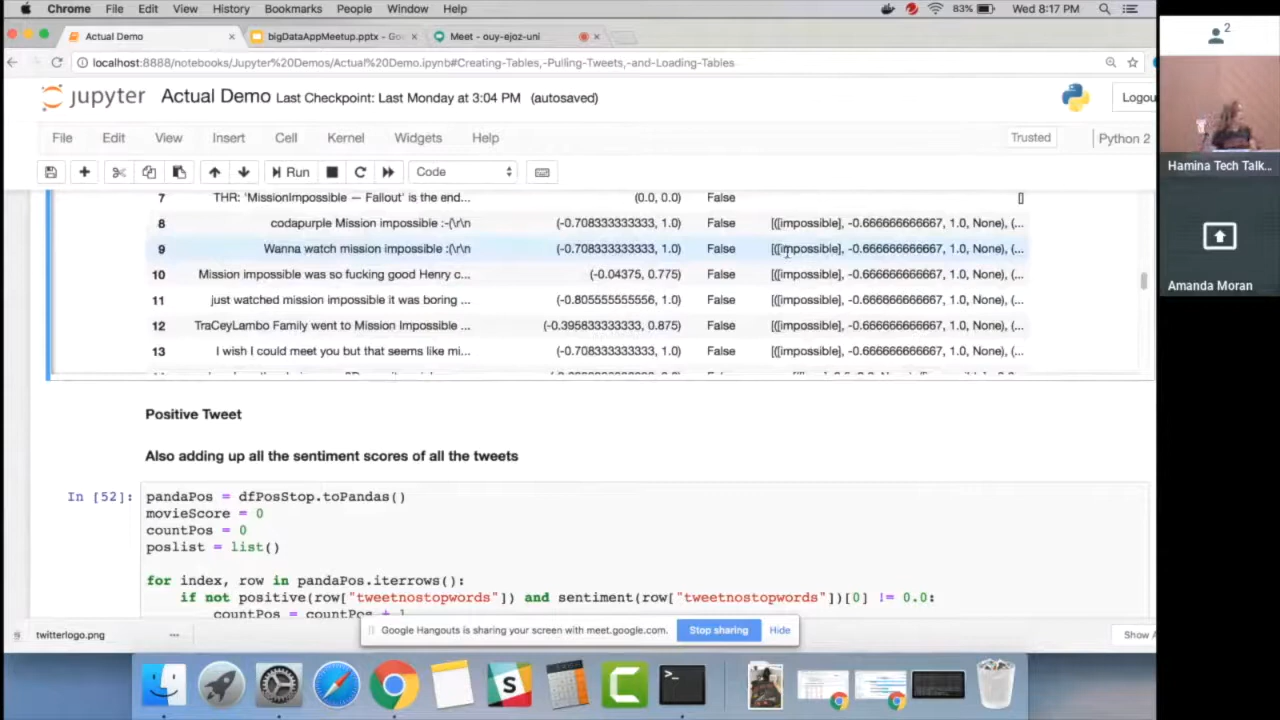 Chrome File Edit View History Bookmarks People Window Help 83% Wed 8:17 PM
Actual Demo bigDataAppMeetup.pptx - Go Meet - ouy-ejoz-uni
localhost:8888/notebooks/Jupyter%20Demos/Actual%20Demo.ipynb#Creating-Tables,-Pulling-Tweets,-and-Loading-Tables
jupyter Actual Demo Last Checkpoint: Last Monday at 3:04 PM (autosaved) Logou
File Edit View Insert Cell Kernel Widgets Help Trusted Python 2
Run Code
7 THR: 'MissionImpossible — Fallout' is the end... (0.0, 0.0) False []
8 codapurple Mission impossible :-(\r\n (-0.708333333333, 1.0) False [([impossible], -0.666666666667, 1.0, None), (...
9 Wanna watch mission impossible :(\r\n (-0.708333333333, 1.0) False [([impossible], -0.666666666667, 1.0, None), (...
10 Mission impossible was so fucking good Henry c... (-0.04375, 0.775) False [([impossible], -0.666666666667, 1.0, None), (...
11 just watched mission impossible it was boring ... (-0.805555555556, 1.0) False [([impossible], -0.666666666667, 1.0, None), (...
12 TraCeyLambo Family went to Mission Impossible ... (-0.395833333333, 0.875) False [([impossible], -0.666666666667, 1.0, None), (...
13 I wish I could meet you but that seems like mi... (-0.708333333333, 1.0) False [([impossible], -0.666666666667, 1.0, None), (...
Positive Tweet
Also adding up all the sentiment scores of all the tweets
In [52]: pandaPos = dfPosStop.toPandas()
movieScore = 0
countPos = 0
poslist = list()
for index, row in pandaPos.iterrows():
if not positive(row["tweetnostopwords"]) and sentiment(row["tweetnostopwords"])[0] != 0.0:
countPos = countPos + 1
Google Hangouts is sharing your screen with meet.google.com. Stop sharing Hide
twitterlogo.png Show
2
Hamina Tech Talk...
Amanda Moran